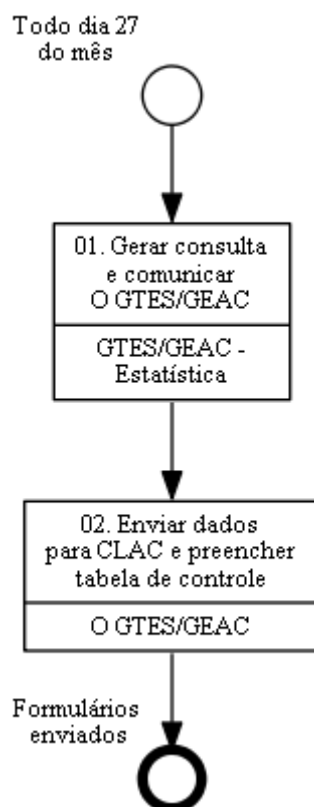 Todo dia 27
do mês
01. Gerar consulta
e comunicar
O GTES/GEAC
GTES/GEAC -
Estatística
02. Enviar dados
para CLAC e preencher
tabela de controle
O GTES/GEAC
Formulários
enviados